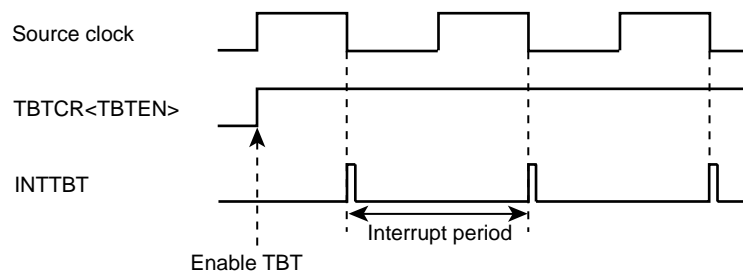 Source clock
TBTCR<TBTEN>
INTTBT
Interrupt period
Enable TBT